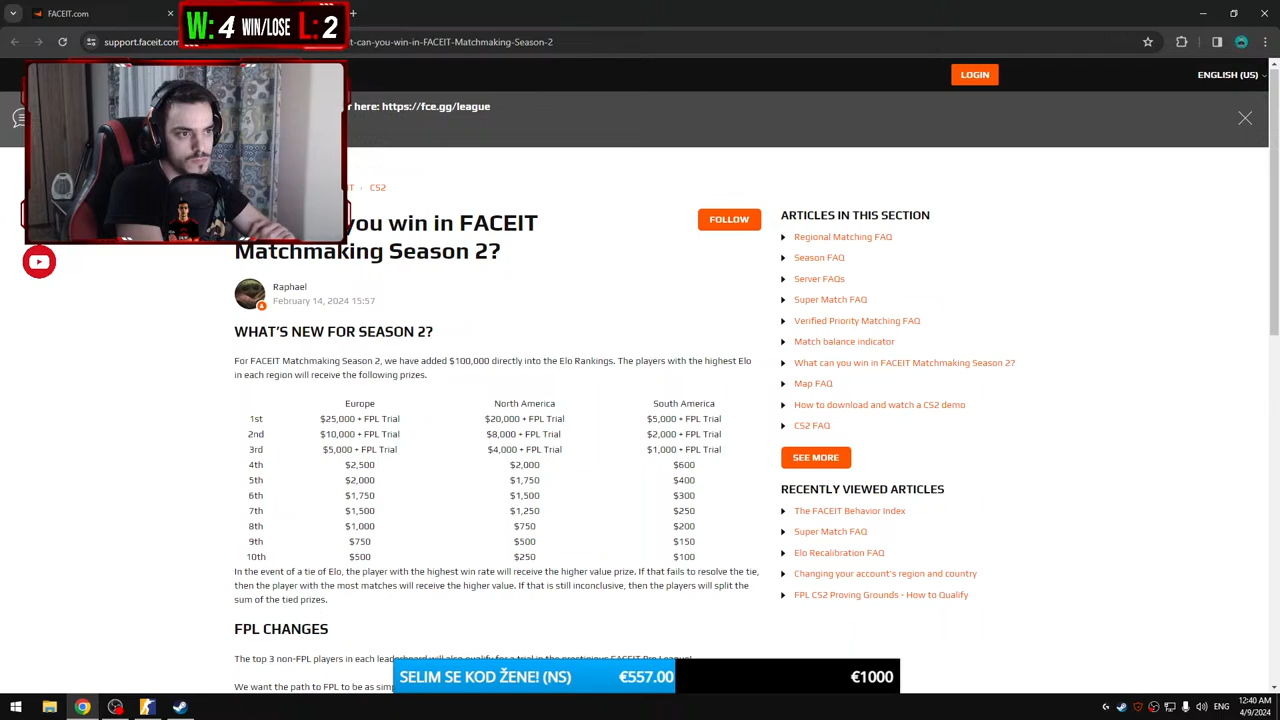 FACEIT.com
W: 4 WIN/LOSE L: 2
support.faceit.com
t-can-you-win-in-FACEIT-Matchmaking-Season-2
LOGIN
ENGLISH (US)
r here: https://fce.gg/league
IT › CS2
you win in FACEIT
Matchmaking Season 2?
FOLLOW
Raphael
February 14, 2024 15:57
WHAT'S NEW FOR SEASON 2?
For FACEIT Matchmaking Season 2, we have added $100,000 directly into the Elo Rankings. The players with the highest Elo
in each region will receive the following prizes.
Europe North America South America
1st $25,000 + FPL Trial $20,000 + FPL Trial $5,000 + FPL Trial
2nd $10,000 + FPL Trial $8,000 + FPL Trial $2,000 + FPL Trial
3rd $5,000 + FPL Trial $4,000 + FPL Trial $1,000 + FPL Trial
4th $2,500 $2,000 $600
5th $2,000 $1,750 $400
6th $1,750 $1,500 $300
7th $1,500 $1,250 $250
8th $1,000 $750 $200
9th $750 $500 $150
10th $500 $250 $100
In the event of a tie of Elo, the player with the highest win rate will receive the higher value prize. If that fails to resolve the tie,
then the player with the most matches will receive the higher value. If that is still inconclusive, then the players will split the
sum of the tied prizes.
FPL CHANGES
The top 3 non-FPL players in each leaderboard will also qualify for a trial in the prestigious FACEIT Pro League!
We want the path to FPL to be as simp
ARTICLES IN THIS SECTION
Regional Matching FAQ
Season FAQ
Server FAQs
Super Match FAQ
Verified Priority Matching FAQ
Match balance indicator
What can you win in FACEIT Matchmaking Season 2?
Map FAQ
How to download and watch a CS2 demo
CS2 FAQ
SEE MORE
RECENTLY VIEWED ARTICLES
The FACEIT Behavior Index
Super Match FAQ
Elo Recalibration FAQ
Changing your account's region and country
FPL CS2 Proving Grounds - How to Qualify
SELIM SE KOD ŽENE! (NS) €557.00 €1000
ENG
12:40 AM
4/9/2024